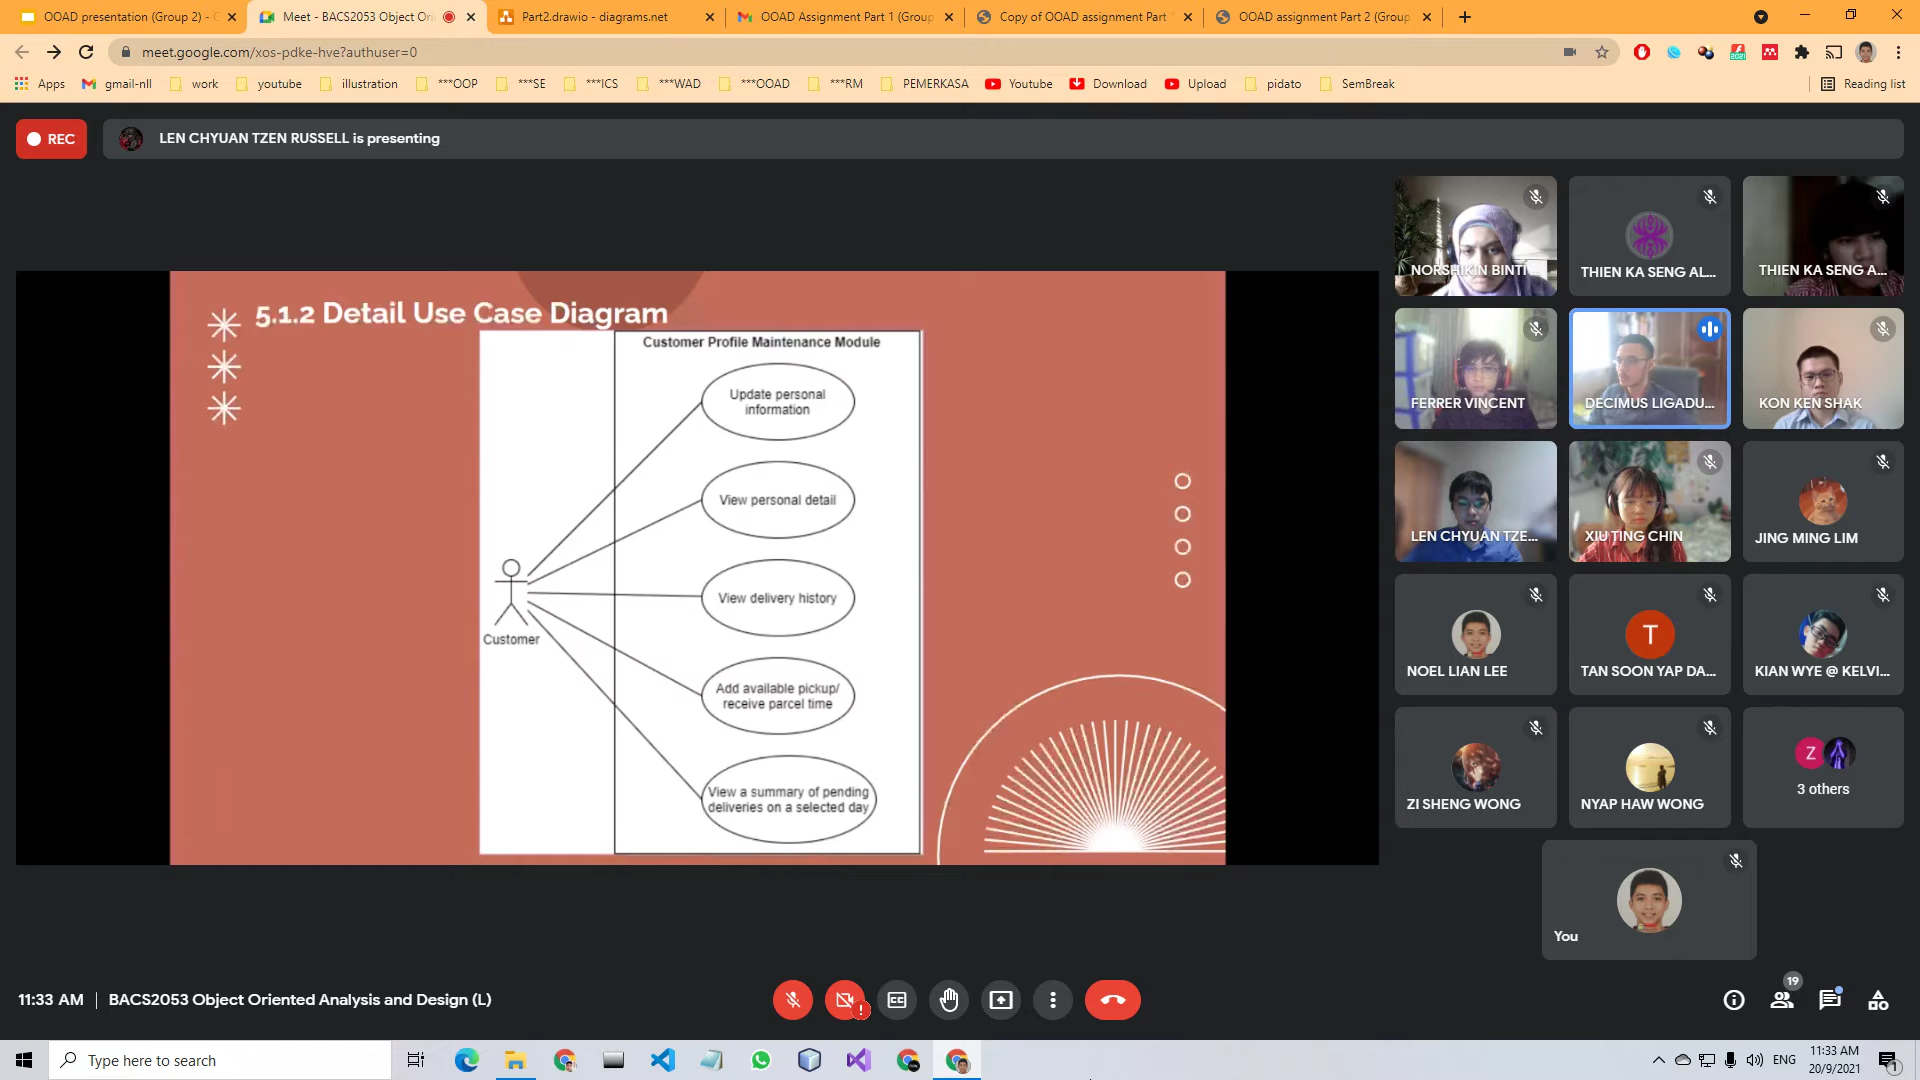 OOAD presentation (Group 2) - G
Meet - BACS2053 Object Ori
Part2.drawio - diagrams.net
OOAD Assignment Part 1 (Group
Copy of OOAD assignment Part
OOAD assignment Part 2 (Group
meet.google.com/xos-pdke-hve?authuser=0
Apps
gmail-nll
work
youtube
illustration
***OOP
***SE
***ICS
***WAD
***OOAD
***RM
PEMERKASA
Youtube
Download
Upload
pidato
SemBreak
Reading list
REC
LEN CHYUAN TZEN RUSSELL is presenting
5.1.2 Detail Use Case Diagram
Customer Profile Maintenance Module
Update personal
information
View personal detail
View delivery history
Customer
Add available pickup/
receive parcel time
View a summary of pending
deliveries on a selected day
NORSHIKIN BINTI
THIEN KA SENG AL...
THIEN KA SENG A...
FERRER VINCENT
DECIMUS LIGADU...
KON KEN SHAK
LEN CHYUAN TZE...
XIU TING CHIN
JING MING LIM
NOEL LIAN LEE
T
TAN SOON YAP DA...
KIAN WYE @ KELVI...
ZI SHENG WONG
NYAP HAW WONG
Z
3 others
You
11:33 AM
BACS2053 Object Oriented Analysis and Design (L)
19
Type here to search
ENG
11:33 AM
20/9/2021
1